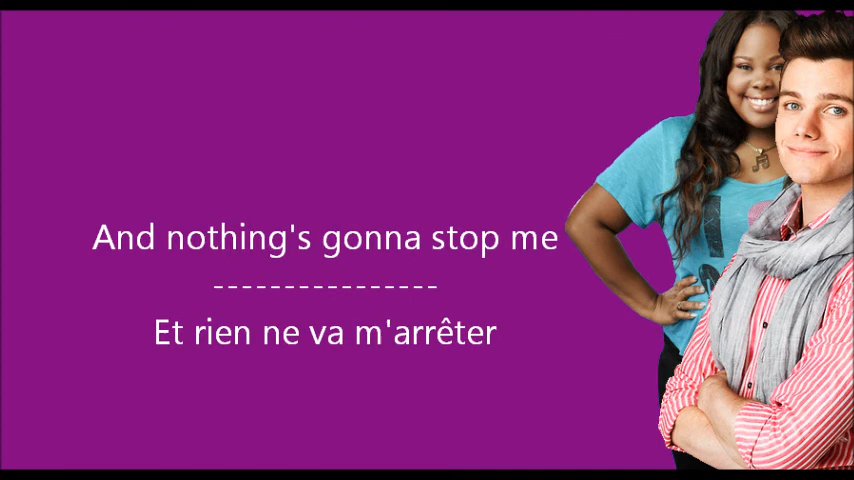 And nothing's gonna stop me
----------------
Et rien ne va m'arrêter